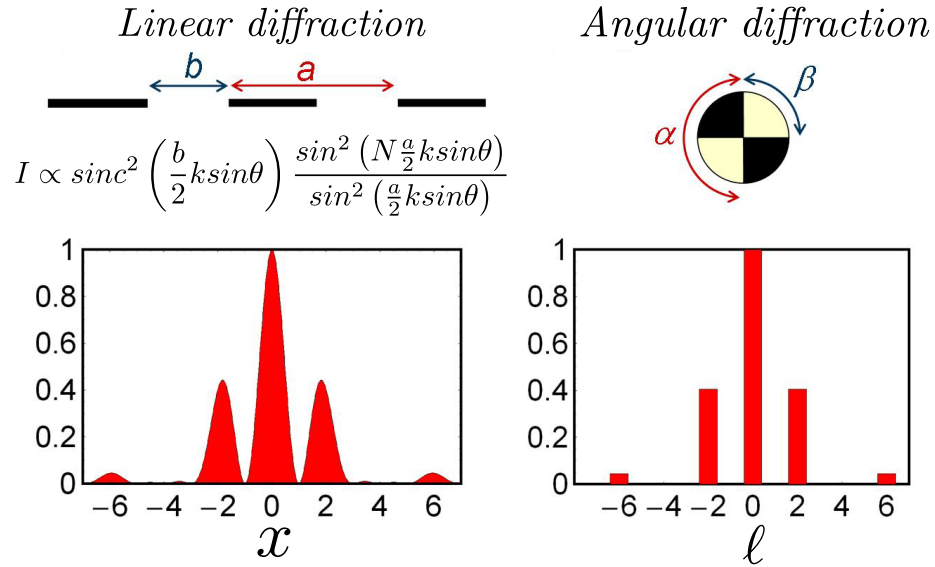 Linear diffraction
Angular diffraction
b
a
I ∝ sinc² (b/2 ksinθ) sin² (N a/2 ksinθ) / sin² (a/2 ksinθ)
α
β
1
0.8
0.6
0.4
0.2
0
−6 −4 −2 0 2 4 6
x
1
0.8
0.6
0.4
0.2
0
−6 −4 −2 0 2 4 6
ℓ